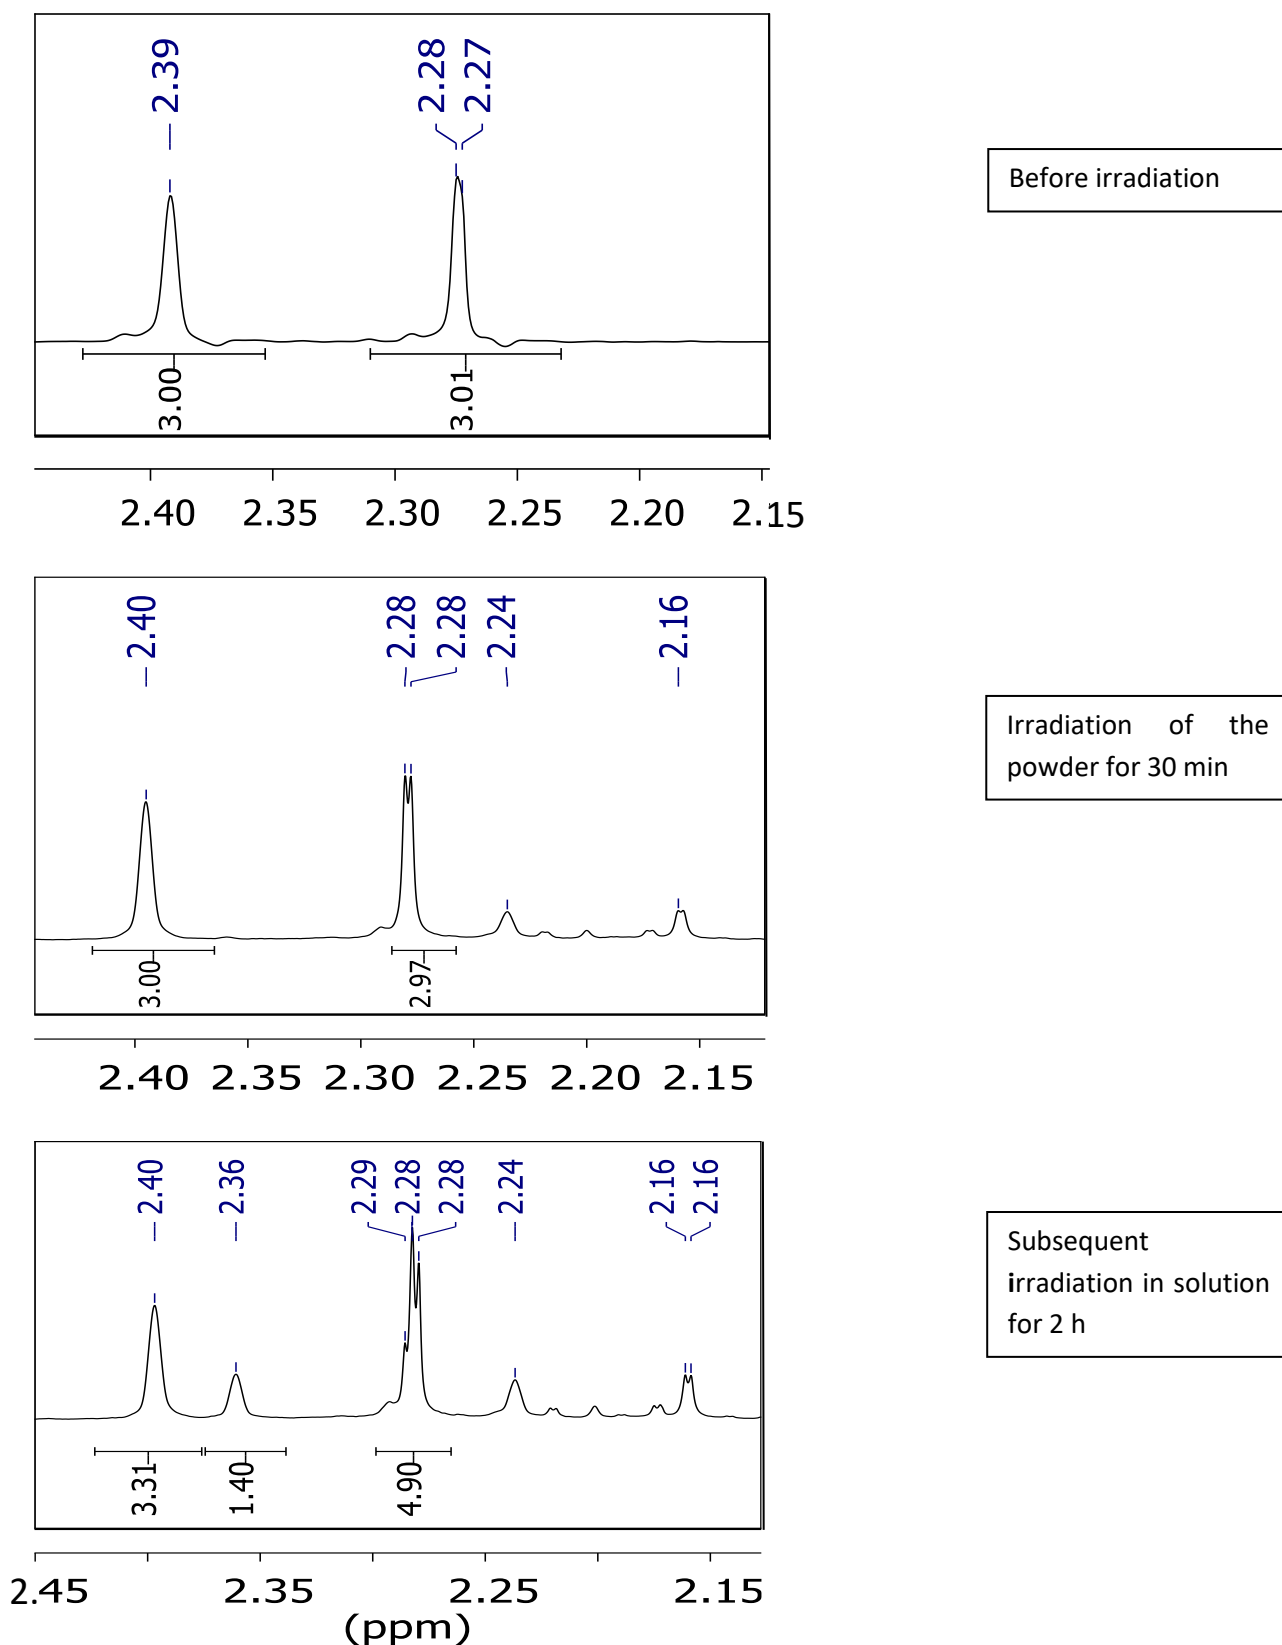 2.39
2.28
2.27
3.00
3.01
2.40 2.35 2.30 2.25 2.20 2.15
Before irradiation
2.40
2.28
2.28
2.24
2.16
3.00
2.97
2.40 2.35 2.30 2.25 2.20 2.15
Irradiation of the
powder for 30 min
2.40
2.36
2.29
2.28
2.28
2.24
2.16
2.16
3.31
1.40
4.90
2.45 2.35 2.25 2.15
(ppm)
Subsequent
irradiation in solution
for 2 h